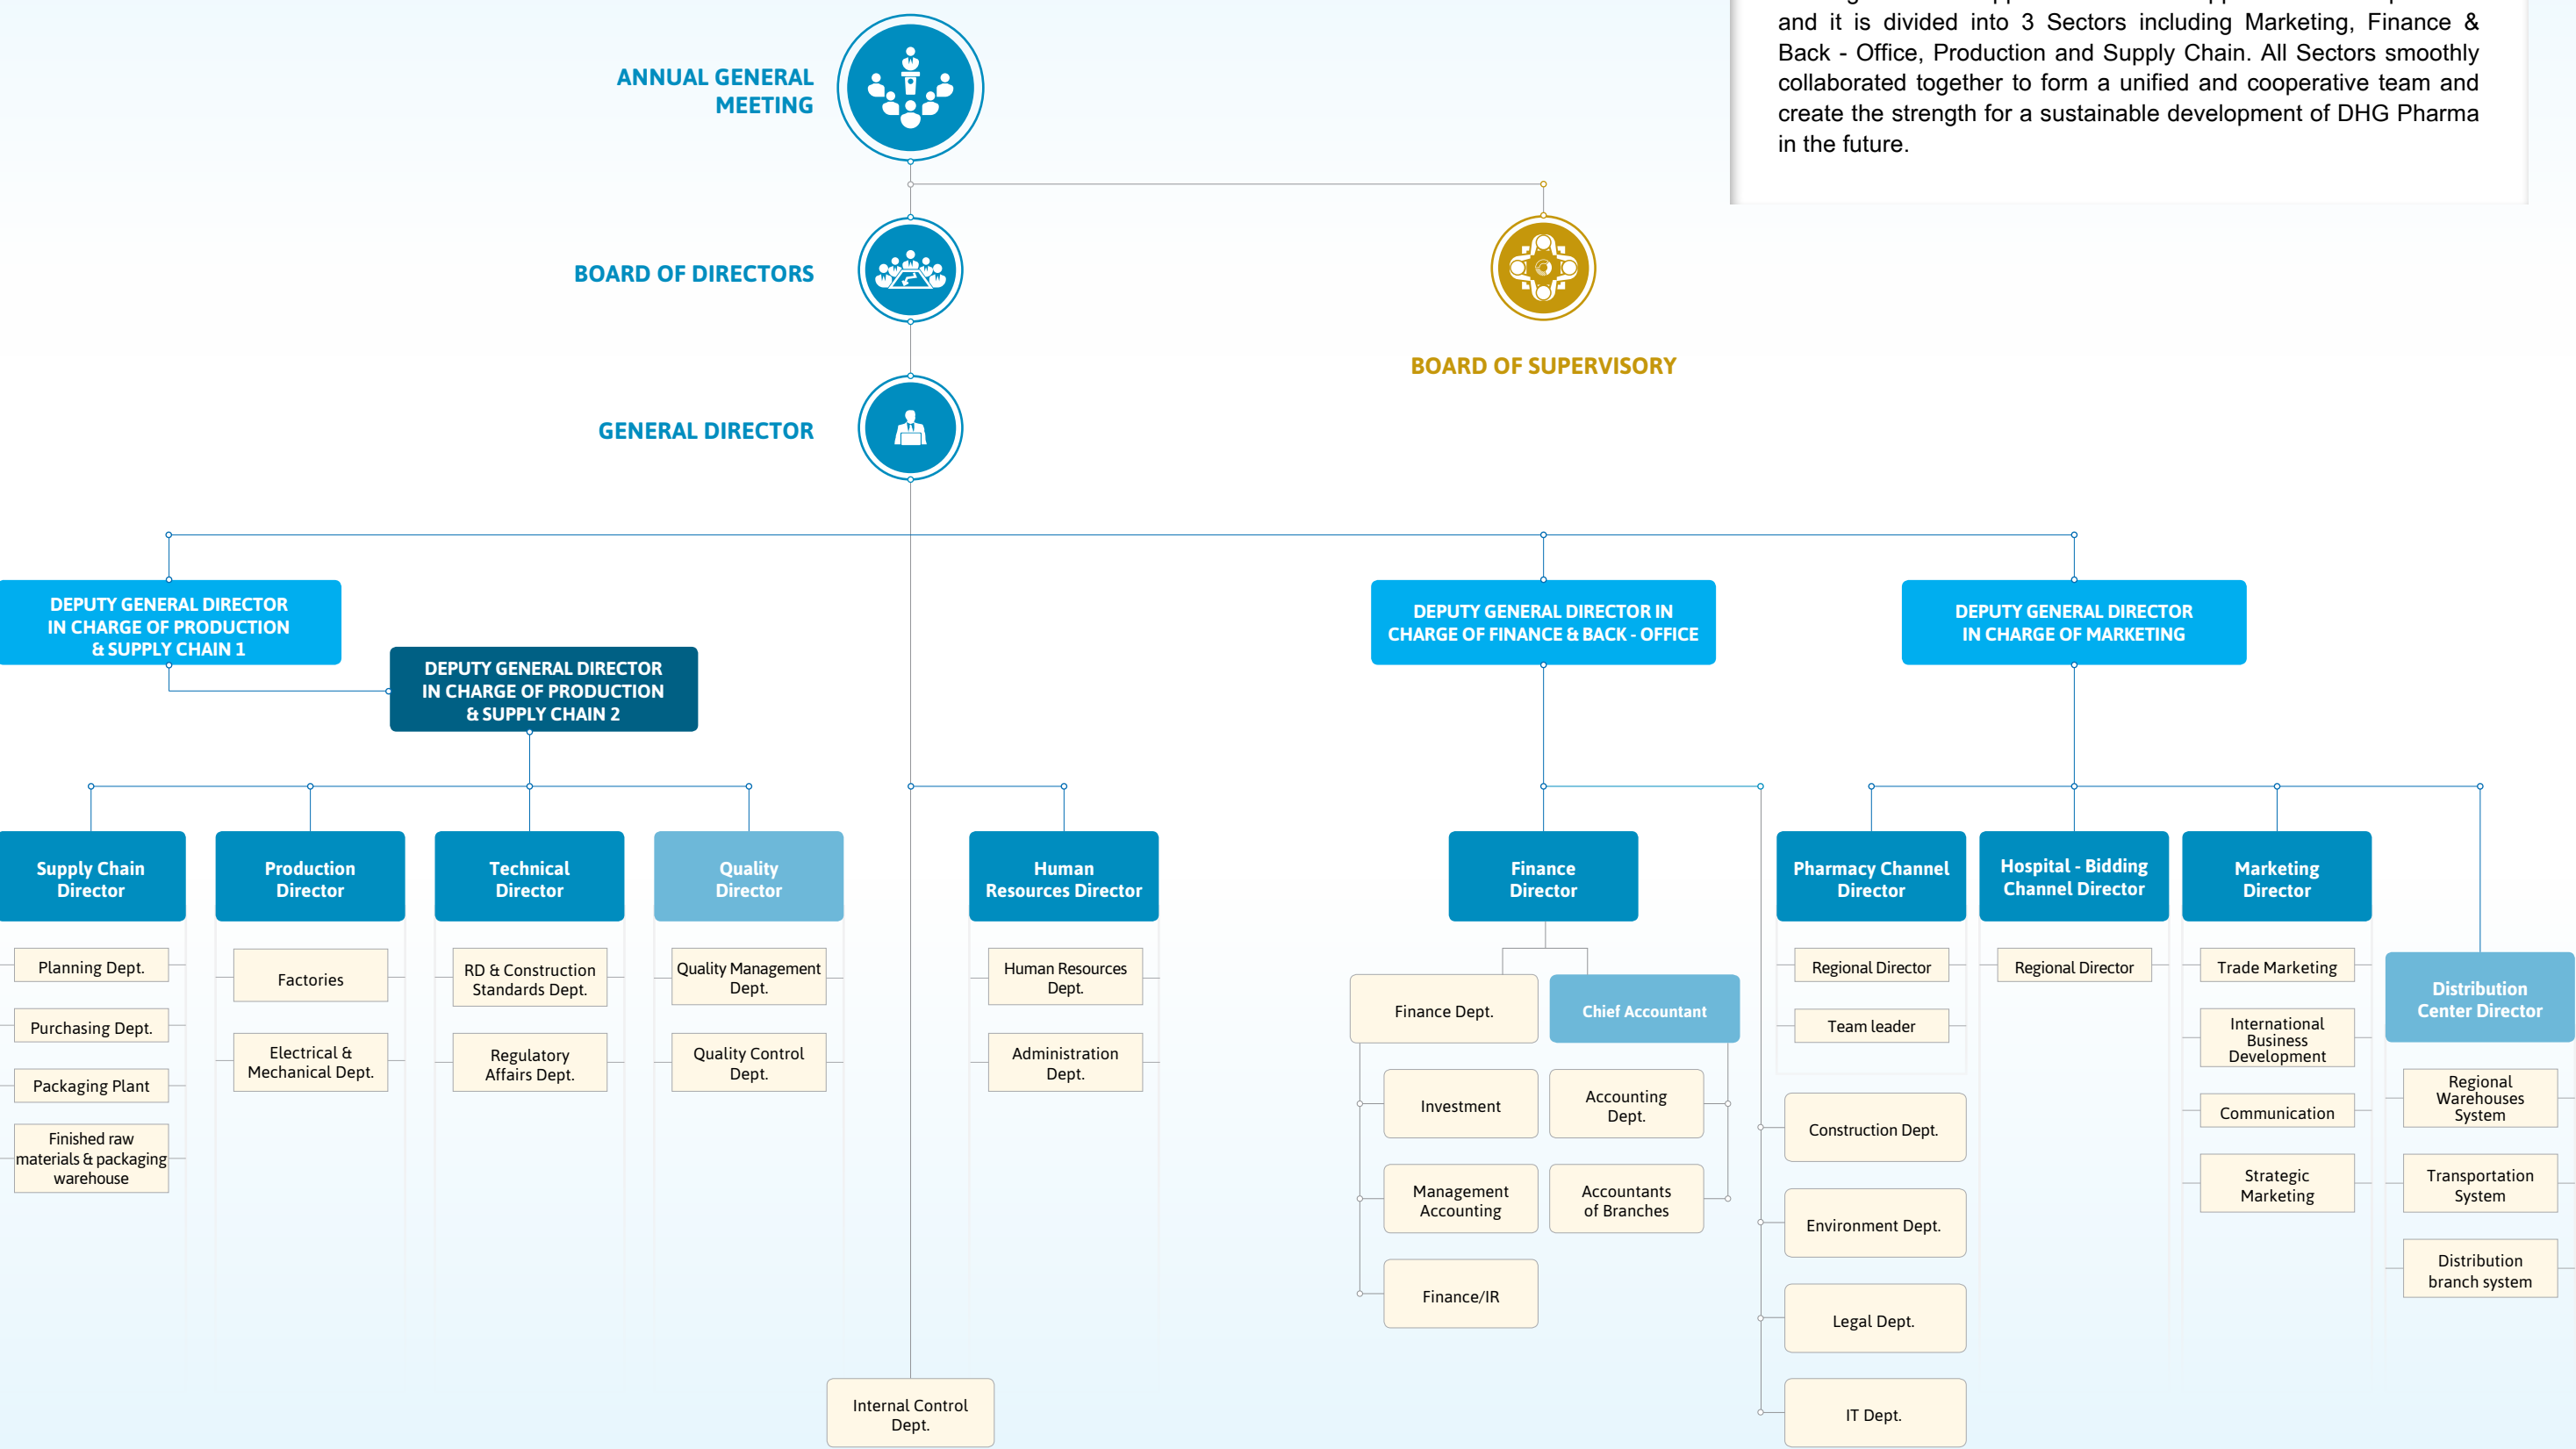 and it is divided into 3 Sectors including Marketing, Finance &
Back - Office, Production and Supply Chain. All Sectors smoothly
collaborated together to form a unified and cooperative team and
create the strength for a sustainable development of DHG Pharma
in the future.
ANNUAL GENERAL
MEETING
BOARD OF DIRECTORS
BOARD OF SUPERVISORY
GENERAL DIRECTOR
DEPUTY GENERAL DIRECTOR
IN CHARGE OF PRODUCTION
& SUPPLY CHAIN 1
DEPUTY GENERAL DIRECTOR
IN CHARGE OF PRODUCTION
& SUPPLY CHAIN 2
DEPUTY GENERAL DIRECTOR IN
CHARGE OF FINANCE & BACK - OFFICE
DEPUTY GENERAL DIRECTOR
IN CHARGE OF MARKETING
Supply Chain
Director
Planning Dept.
Purchasing Dept.
Packaging Plant
Finished raw
materials & packaging
warehouse
Production
Director
Factories
Electrical &
Mechanical Dept.
Technical
Director
RD & Construction
Standards Dept.
Regulatory
Affairs Dept.
Quality
Director
Quality Management
Dept.
Quality Control
Dept.
Human
Resources Director
Human Resources
Dept.
Administration
Dept.
Internal Control
Dept.
Finance
Director
Finance Dept.
Investment
Management
Accounting
Finance/IR
Chief Accountant
Accounting
Dept.
Accountants
of Branches
Construction Dept.
Environment Dept.
Legal Dept.
IT Dept.
Pharmacy Channel
Director
Regional Director
Team leader
Hospital - Bidding
Channel Director
Regional Director
Marketing
Director
Trade Marketing
International
Business
Development
Communication
Strategic
Marketing
Distribution
Center Director
Regional
Warehouses
System
Transportation
System
Distribution
branch system